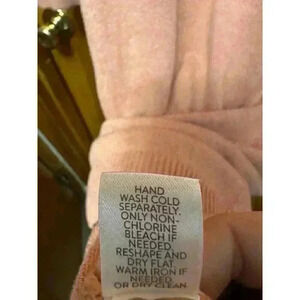 HAND
WASH COLD
SEPARATELY.
ONLY NON-
CHLORINE
BLEACH IF
NEEDED.
RESHAPE AND
DRY FLAT.
WARM IRON IF
NEEDED
OR DRY CLEAN.